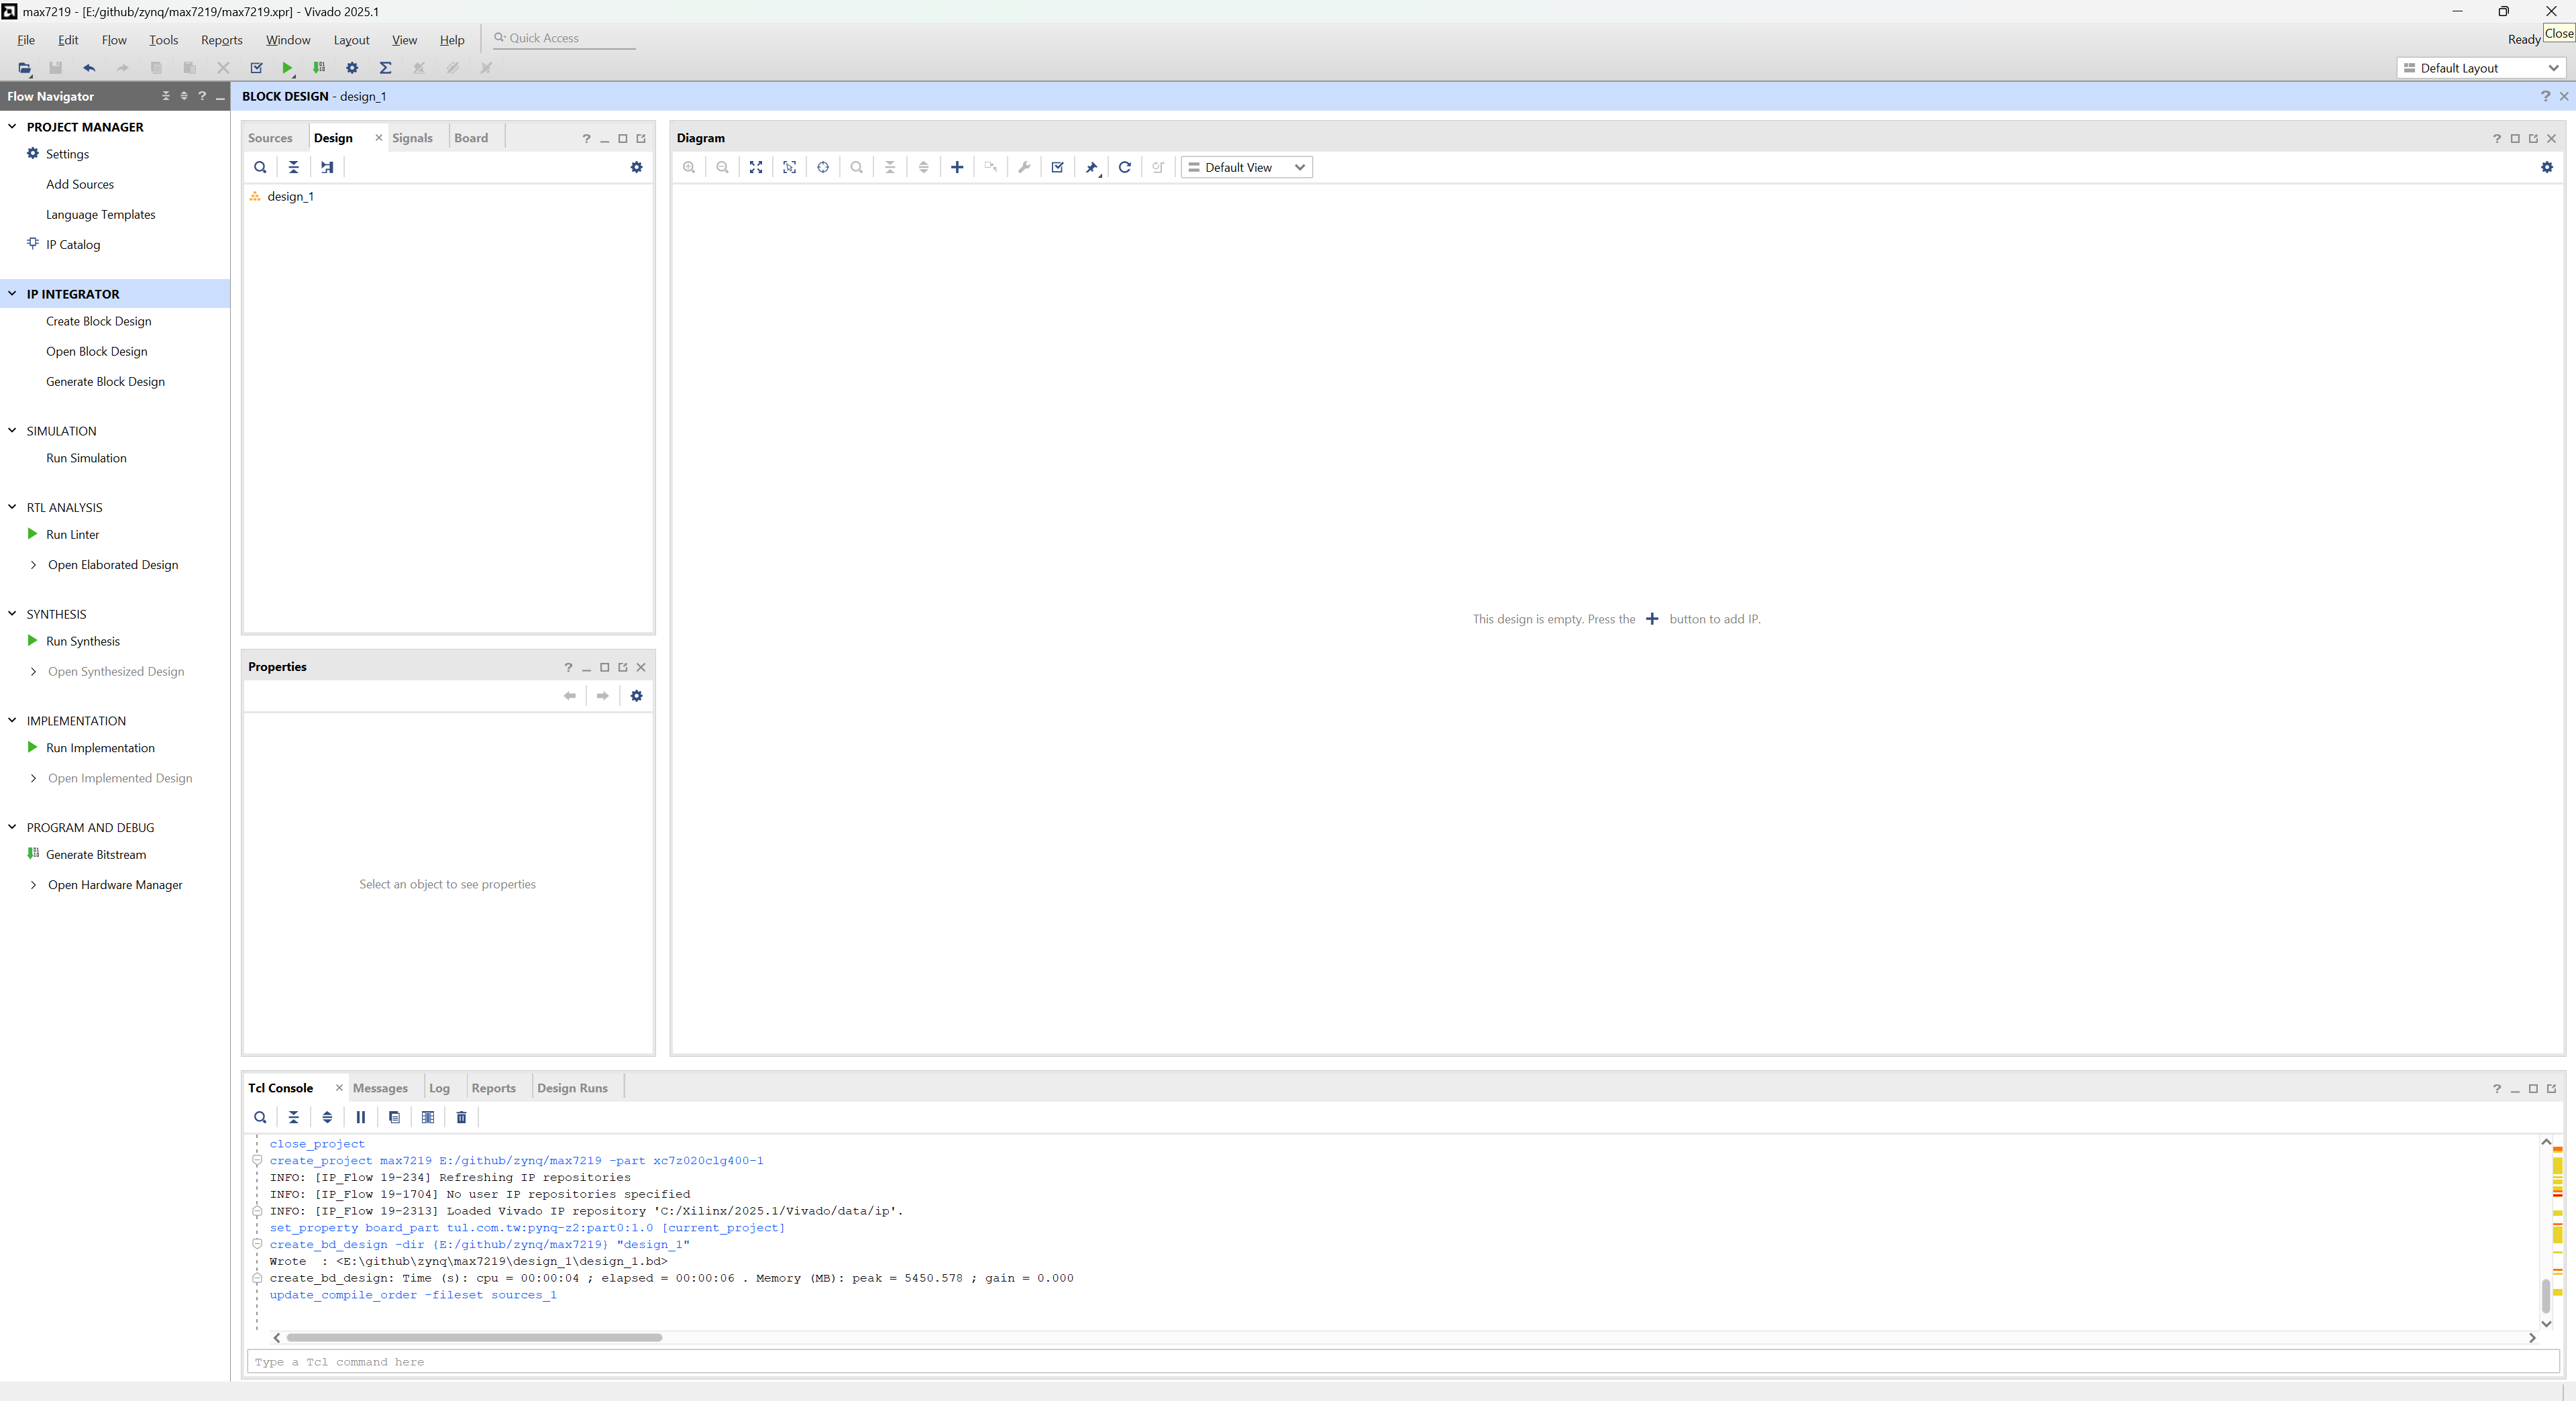 max7219 - [E:/github/zynq/max7219/max7219.xpr] - Vivado 2025.1
File Edit Flow Tools Reports Window Layout View Help Quick Access
Ready
Close
Default Layout
Flow Navigator
PROJECT MANAGER
Settings
Add Sources
Language Templates
IP Catalog
IP INTEGRATOR
Create Block Design
Open Block Design
Generate Block Design
SIMULATION
Run Simulation
RTL ANALYSIS
Run Linter
Open Elaborated Design
SYNTHESIS
Run Synthesis
Open Synthesized Design
IMPLEMENTATION
Run Implementation
Open Implemented Design
PROGRAM AND DEBUG
Generate Bitstream
Open Hardware Manager
BLOCK DESIGN - design_1
Sources Design Signals Board
design_1
Properties
Select an object to see properties
Diagram
Default View
This design is empty. Press the + button to add IP.
Tcl Console Messages Log Reports Design Runs
close_project
create_project max7219 E:/github/zynq/max7219 -part xc7z020clg400-1
INFO: [IP_Flow 19-234] Refreshing IP repositories
INFO: [IP_Flow 19-1704] No user IP repositories specified
INFO: [IP_Flow 19-2313] Loaded Vivado IP repository 'C:/Xilinx/2025.1/Vivado/data/ip'.
set_property board_part tul.com.tw:pynq-z2:part0:1.0 [current_project]
create_bd_design -dir {E:/github/zynq/max7219} "design_1"
Wrote  : <E:\github\zynq\max7219\design_1\design_1.bd>
create_bd_design: Time (s): cpu = 00:00:04 ; elapsed = 00:00:06 . Memory (MB): peak = 5450.578 ; gain = 0.000
update_compile_order -fileset sources_1
Type a Tcl command here